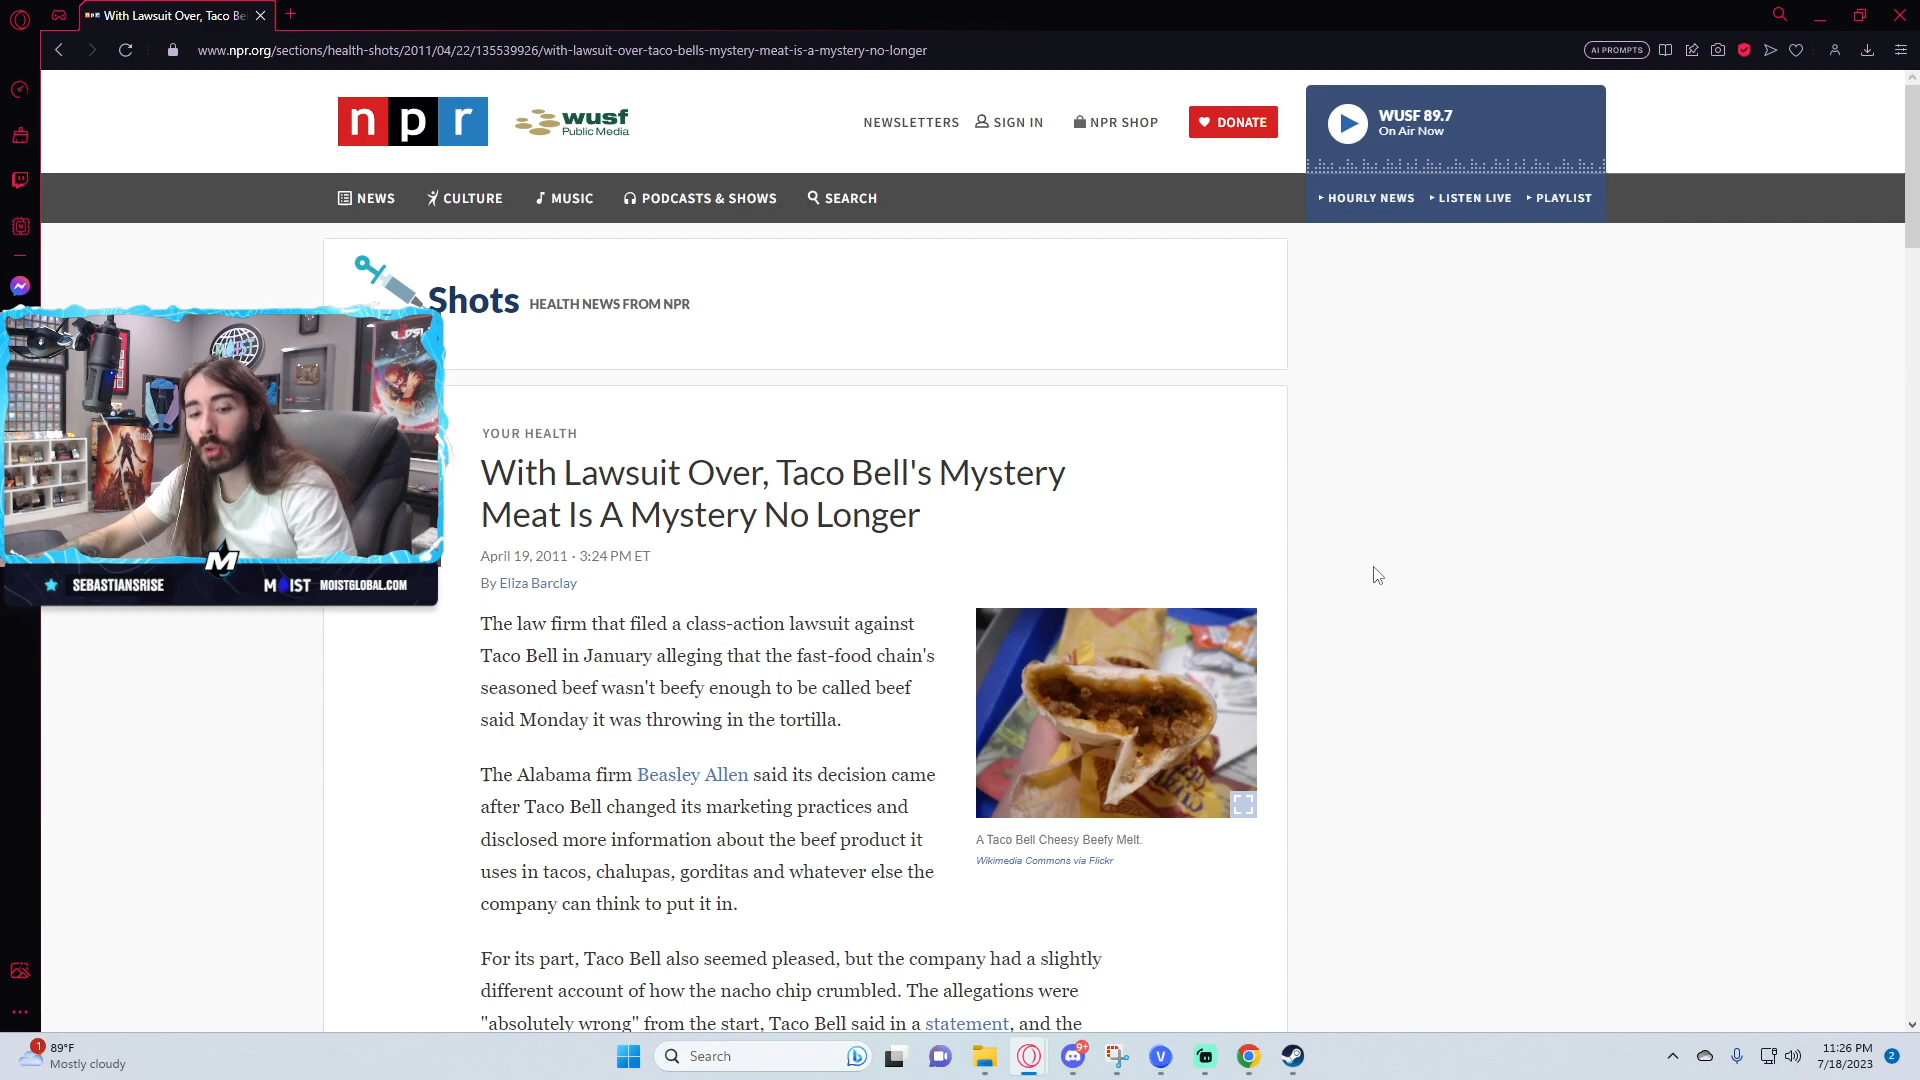 With Lawsuit Over, Taco Be
www.npr.org/sections/health-shots/2011/04/22/135539926/with-lawsuit-over-taco-bells-mystery-meat-is-a-mystery-no-longer
AI PROMPTS
npr
wusf
Public Media
NEWSLETTERS
SIGN IN
NPR SHOP
DONATE
WUSF 89.7
On Air Now
NEWS
CULTURE
MUSIC
PODCASTS & SHOWS
SEARCH
HOURLY NEWS
LISTEN LIVE
PLAYLIST
Shots
HEALTH NEWS FROM NPR
MOIST
M
SEBASTIANSRISE
MOIST
MOISTGLOBAL.COM
YOUR HEALTH
With Lawsuit Over, Taco Bell's Mystery
Meat Is A Mystery No Longer
April 19, 2011 · 3:24 PM ET
By Eliza Barclay
The law firm that filed a class-action lawsuit against
Taco Bell in January alleging that the fast-food chain's
seasoned beef wasn't beefy enough to be called beef
said Monday it was throwing in the tortilla.
The Alabama firm Beasley Allen said its decision came
after Taco Bell changed its marketing practices and
disclosed more information about the beef product it
uses in tacos, chalupas, gorditas and whatever else the
company can think to put it in.
A Taco Bell Cheesy Beefy Melt.
Wikimedia Commons via Flickr
For its part, Taco Bell also seemed pleased, but the company had a slightly
different account of how the nacho chip crumbled. The allegations were
"absolutely wrong" from the start, Taco Bell said in a statement, and the
1
89°F
Mostly cloudy
Search
9+
V
11:26 PM
7/18/2023
2